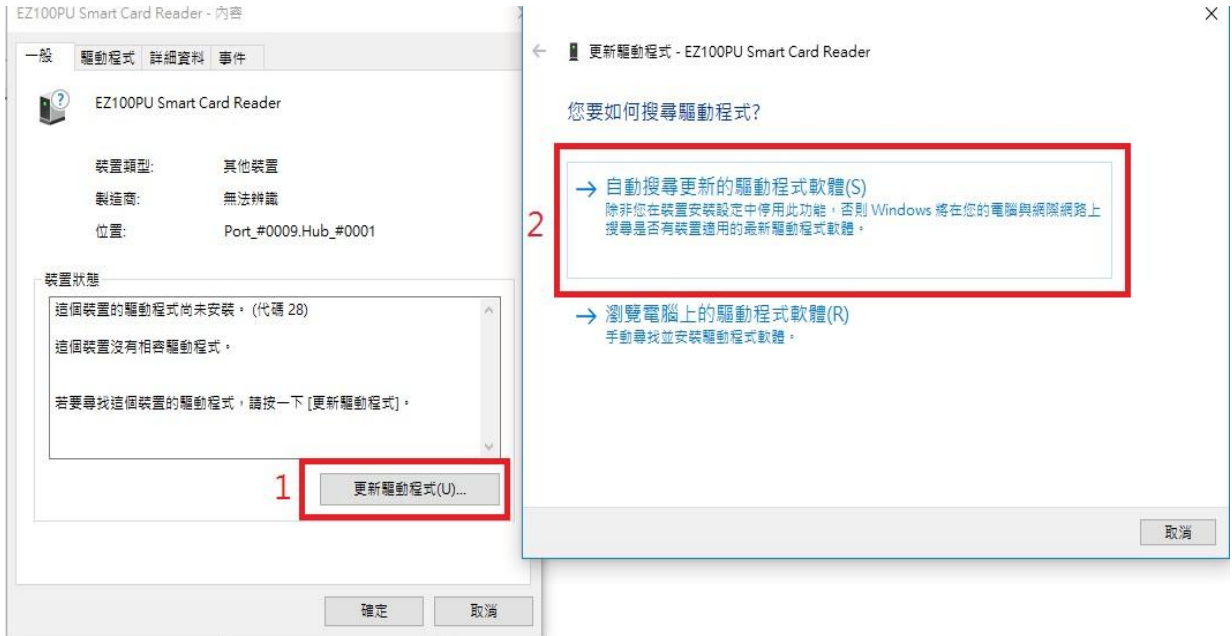 EZ100PU Smart Card Reader - 內容
一般
驅動程式
詳細資料
事件
EZ100PU Smart Card Reader
裝置類型:
其他裝置
製造商:
無法辨識
位置:
Port_#0009.Hub_#0001
裝置狀態
這個裝置的驅動程式尚未安裝。 (代碼 28)
這個裝置沒有相容驅動程式。
若要尋找這個裝置的驅動程式，請按一下 [更新驅動程式]。
1
更新驅動程式(U)...
確定
取消
更新驅動程式 - EZ100PU Smart Card Reader
您要如何搜尋驅動程式?
2
自動搜尋更新的驅動程式軟體(S)
除非您在裝置安裝設定中停用此功能，否則 Windows 將在您的電腦與網際網路上
搜尋是否有裝置適用的最新驅動程式軟體。
瀏覽電腦上的驅動程式軟體(R)
手動尋找並安裝驅動程式軟體。
取消